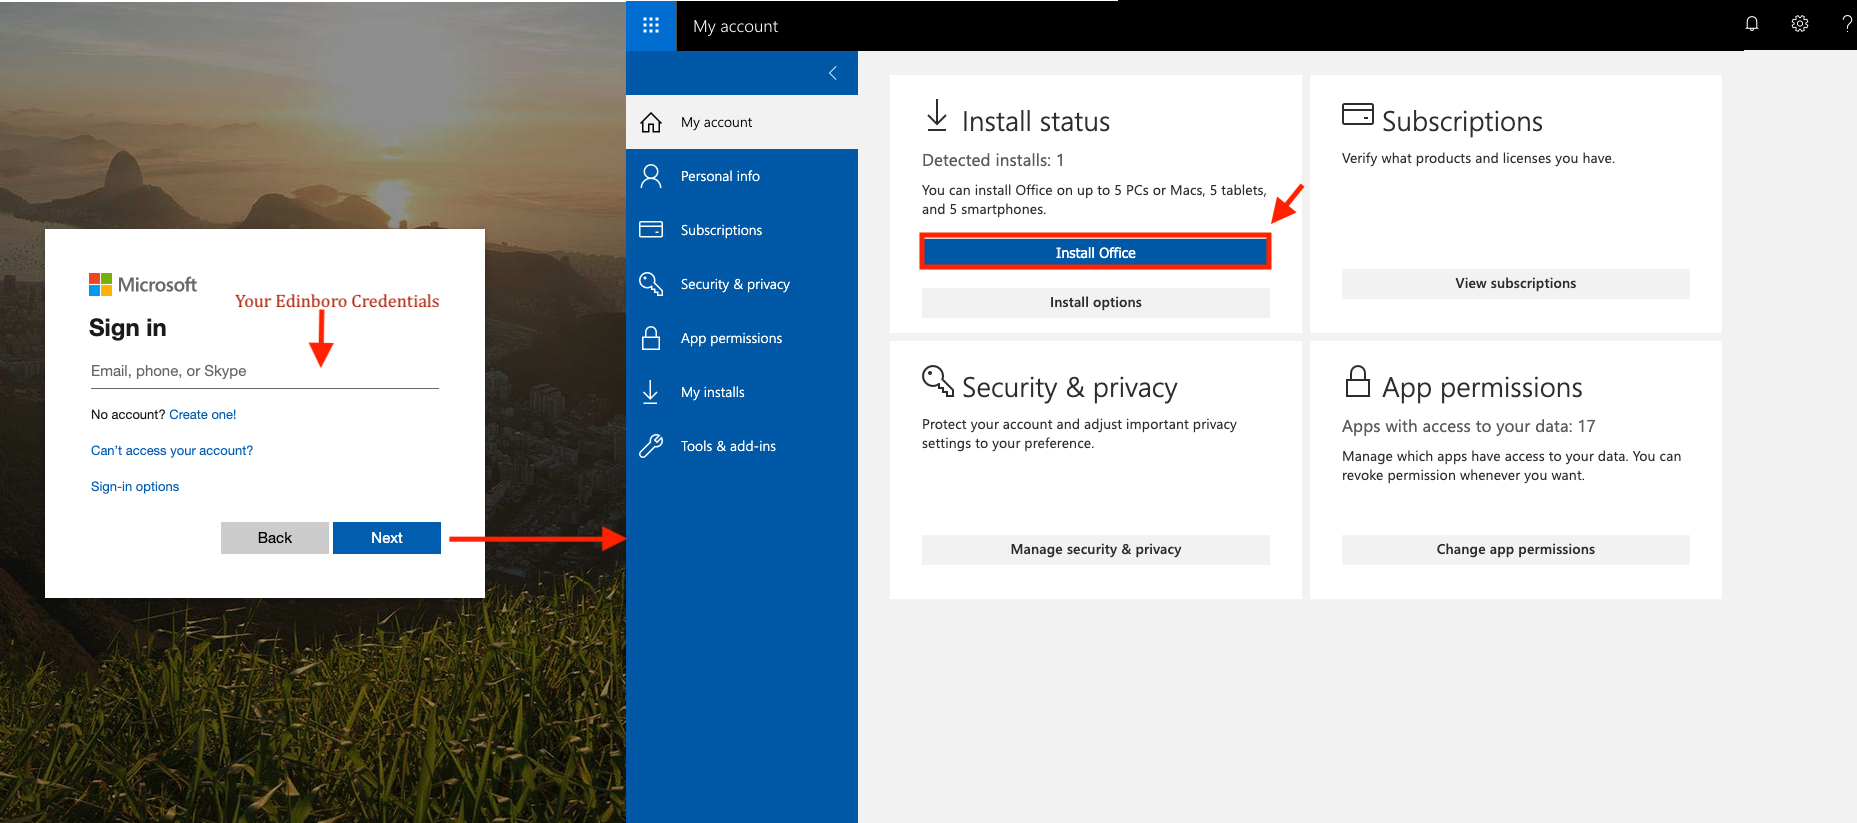 Microsoft
Your Edinboro Credentials
Sign in
Email, phone, or Skype
No account? Create one!
Can't access your account?
Sign-in options
Back
Next
My account
My account
Personal info
Subscriptions
Security & privacy
App permissions
My installs
Tools & add-ins
Install status
Detected installs: 1
You can install Office on up to 5 PCs or Macs, 5 tablets,
and 5 smartphones.
Install Office
Install options
Subscriptions
Verify what products and licenses you have.
View subscriptions
Security & privacy
Protect your account and adjust important privacy
settings to your preference.
Manage security & privacy
App permissions
Apps with access to your data: 17
Manage which apps have access to your data. You can
revoke permission whenever you want.
Change app permissions